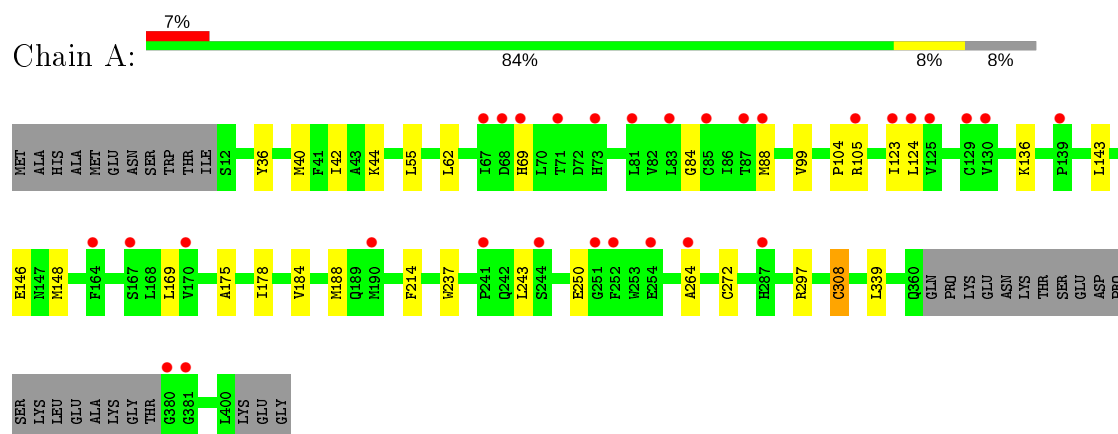 7%
Chain A:
84% 8% 8%
MET ALA HIS ALA MET GLU ASN SER TRP THR ILE S12 Y36 M40 F41 I42 A43 K44 L55 L62 I67 D68 H69 L70 T71 D72 H73 L81 V82 L83 G84 C85 I86 T87 M88 V99 P104 R105 I123 L124 V125 C129 V130 K136 P139 L143
E146 N147 M148 F164 S167 L168 L169 V170 A175 I178 V184 M188 Q189 M190 F214 W237 P241 Q242 L243 S244 E250 G251 F252 W253 E254 A264 C272 H287 R297 C308 L339 Q360 GLN PRO LYS GLU ASN LYS THR SER GLU ASP PRO
SER LYS LEU GLU ALA LYS GLY THR G380 G381 L400 LYS GLU GLY